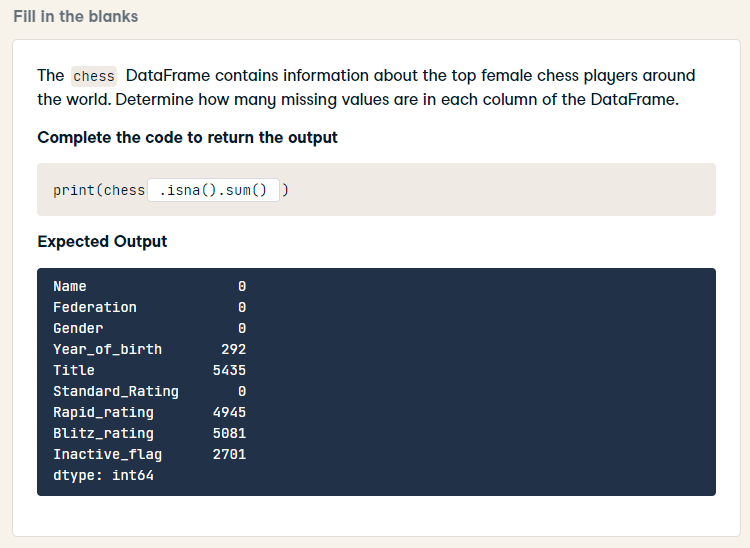 Fill in the blanks
The chess DataFrame contains information about the top female chess players around
the world. Determine how many missing values are in each column of the DataFrame.
Complete the code to return the output
print(chess .isna().sum() )
Expected Output
Name 0
Federation 0
Gender 0
Year_of_birth 292
Title 5435
Standard_Rating 0
Rapid_rating 4945
Blitz_rating 5081
Inactive_flag 2701
dtype: int64